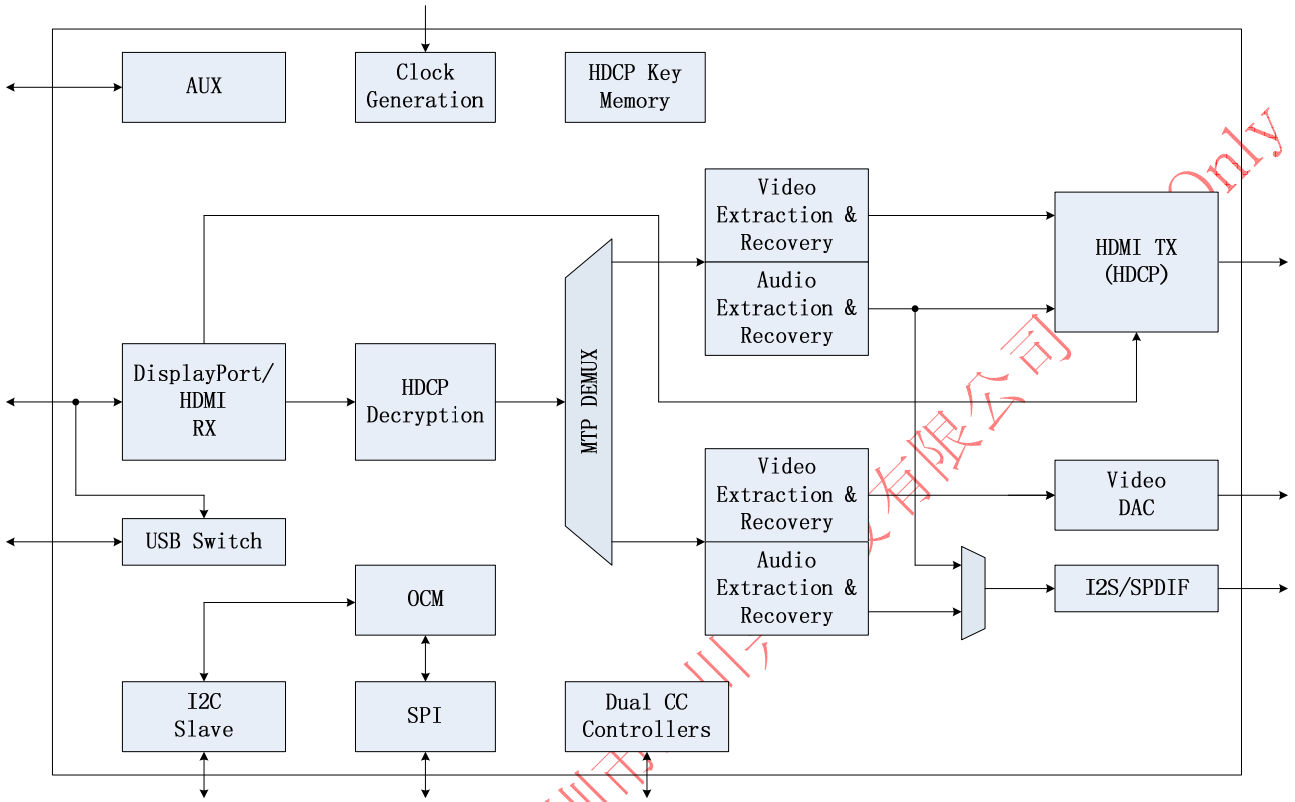 AUX
Clock
Generation
HDCP Key
Memory
Video
Extraction &
Recovery
Audio
Extraction &
Recovery
HDMI TX
(HDCP)
DisplayPort/
HDMI
RX
HDCP
Decryption
MTP DEMUX
Video
Extraction &
Recovery
Audio
Extraction &
Recovery
Video
DAC
USB Switch
OCM
I2S/SPDIF
I2C
Slave
SPI
Dual CC
Controllers
有限公司 Only